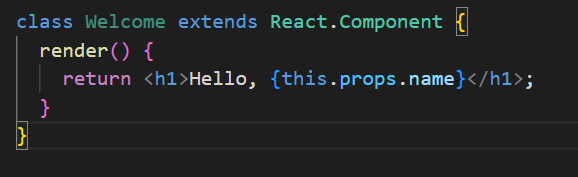 class Welcome extends React.Component {
  render() {
    return <h1>Hello, {this.props.name}</h1>;
  }
}